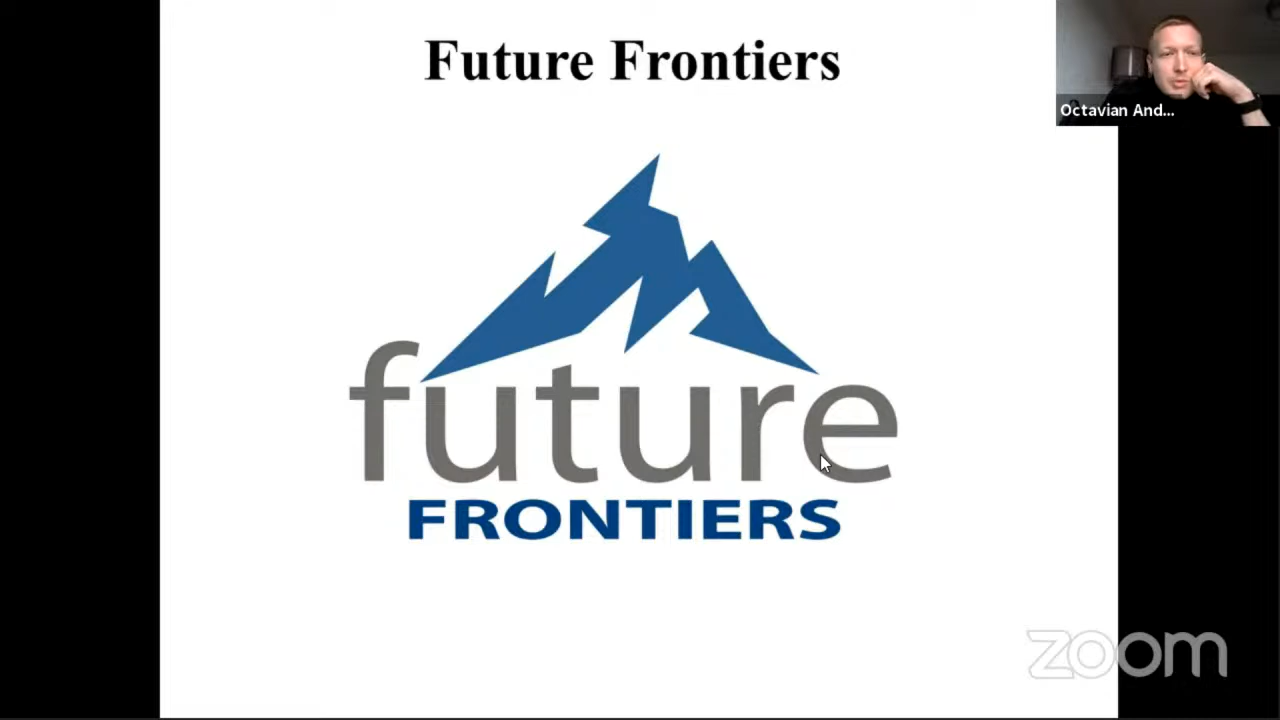 Future Frontiers
Octavian And...
future
FRONTIERS
zoom